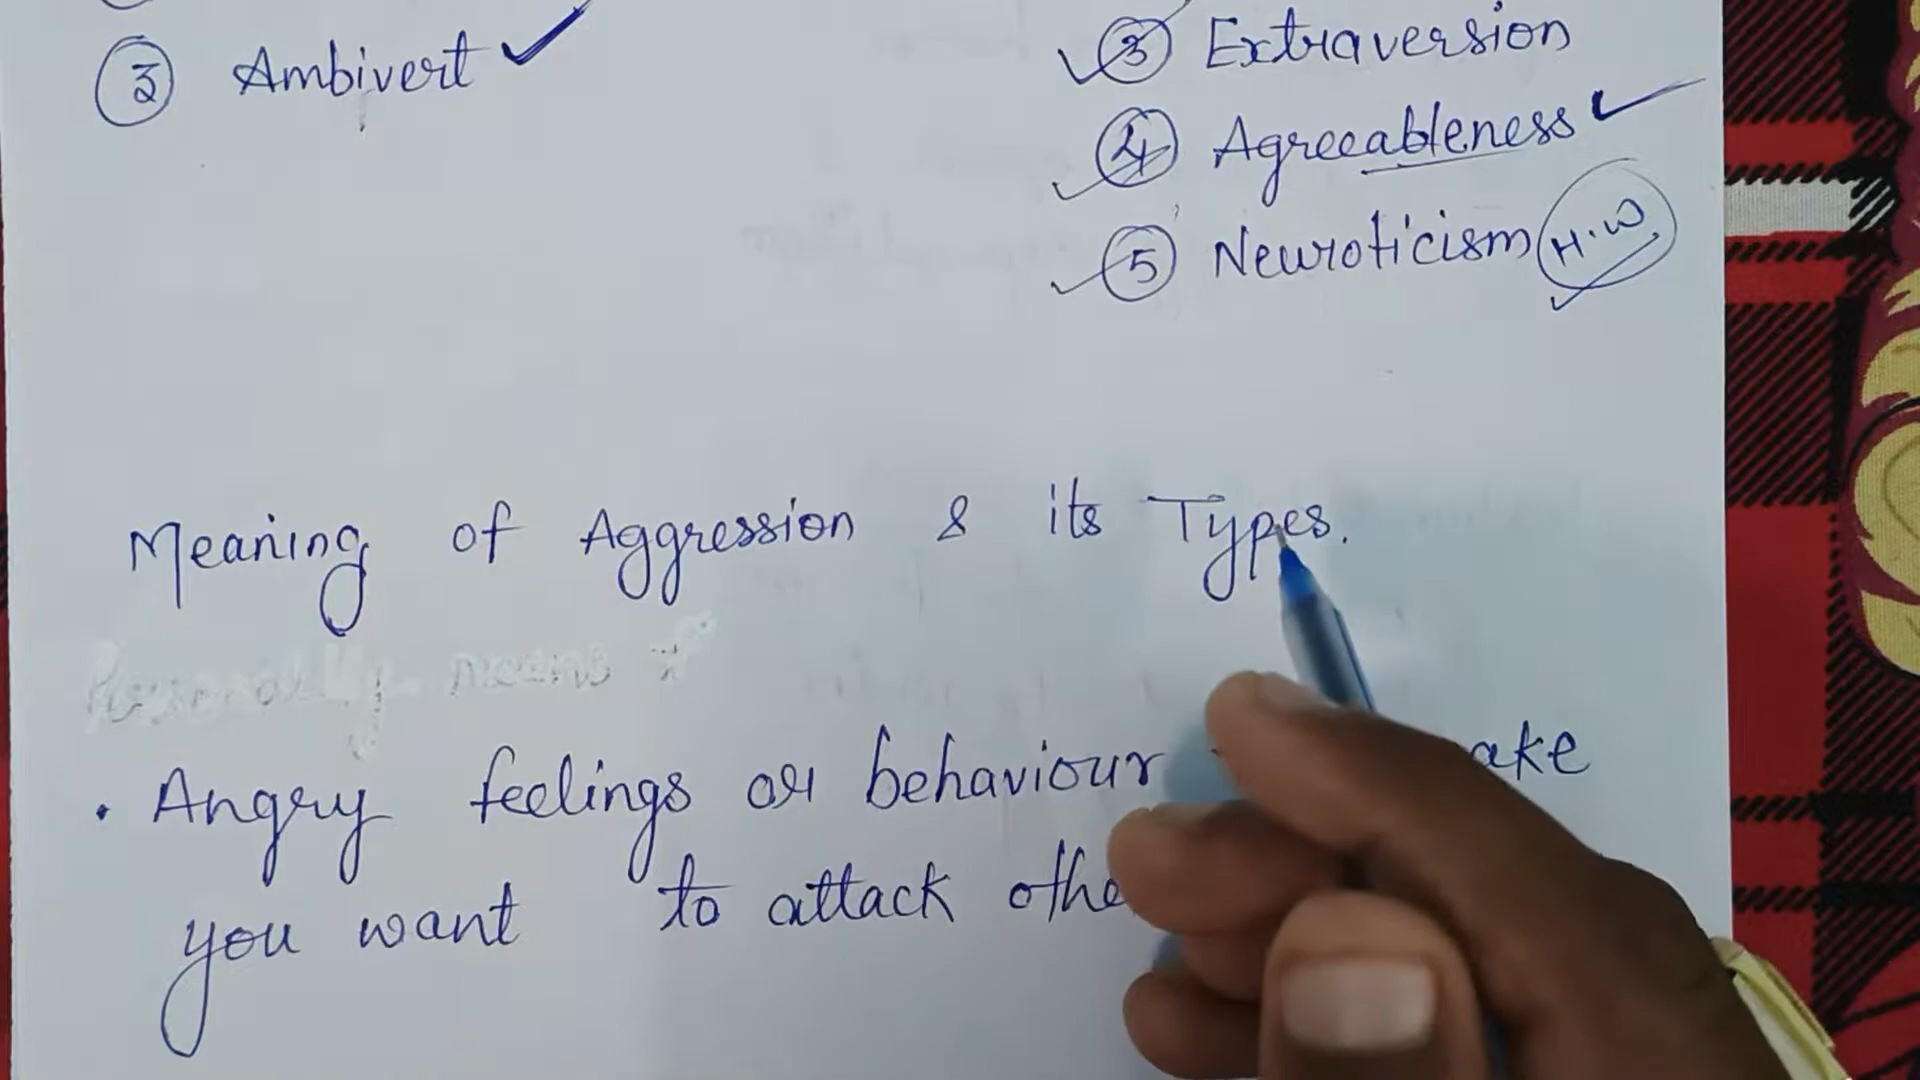 ③ Ambivert ✓
③ Extraversion
④ Agreeableness ✓
⑤ Neuroticism H.W
Meaning of Aggression & its Types.
means
• Angry feelings or behaviour
you want to attack othe